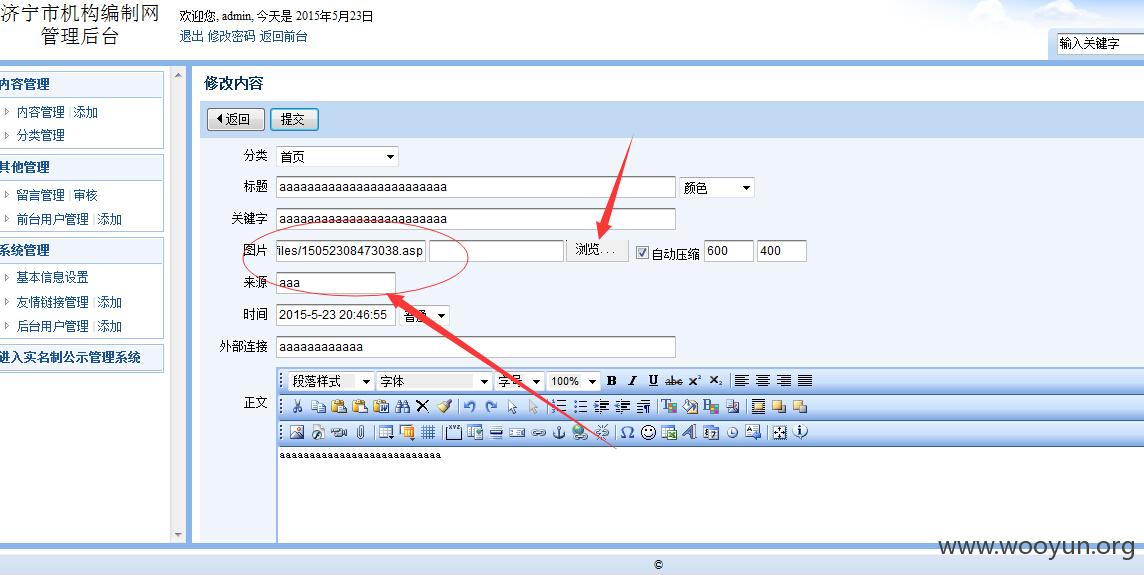 济宁市机构编制网
管理后台
欢迎您, admin, 今天是 2015年5月23日
退出 修改密码 返回前台
输入关键字
内容管理
内容管理 | 添加
分类管理
其他管理
留言管理 | 审核
前台用户管理 | 添加
系统管理
基本信息设置
友情链接管理 | 添加
后台用户管理 | 添加
进入实名制公示管理系统
修改内容
返回 提交
分类 首页
标题 aaaaaaaaaaaaaaaaaaaaaaaa 颜色
关键字 aaaaaaaaaaaaaaaaaaaaaaaa
图片 iles/15052308473038.asp 浏览... 自动压缩 600 400
来源 aaa
时间 2015-5-23 20:46:55 普通
外部连接 aaaaaaaaaaaa
正文
段落样式 字体 字号 100% B I U abc x² x₂
aaaaaaaaaaaaaaaaaaaaaaaaaaa
www.wooyun.org
©